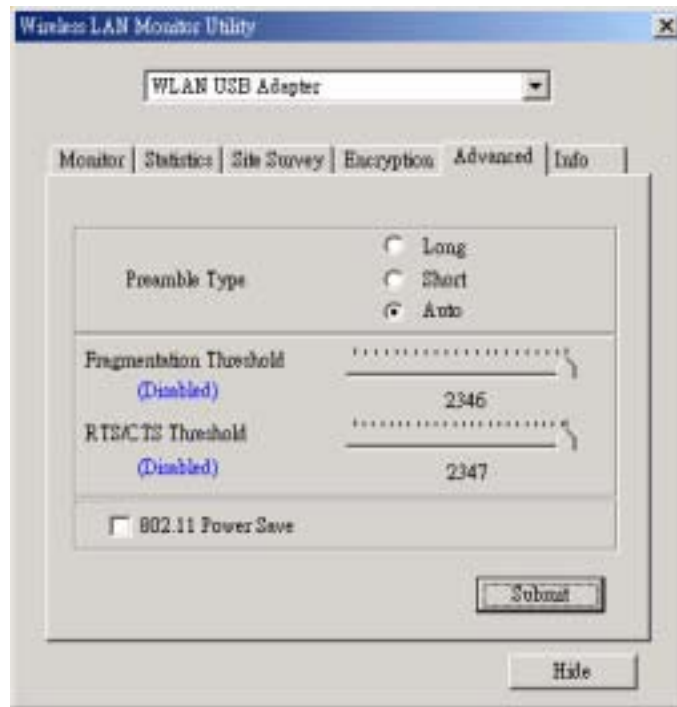 Wireless LAN Monitor Utility
WLAN USB Adapter
Monitor Statistics Site Survey Encryption Advanced Info
Long
Preamble Type Short
Auto
Fragmentation Threshold
(Disabled) 2346
RTS/CTS Threshold
(Disabled) 2347
802.11 Power Save
Submit
Hide